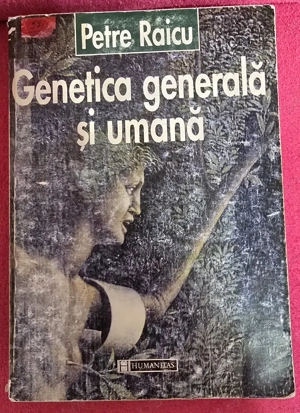 Petre Raicu
Genetica generală
și umană
HUMANITAS